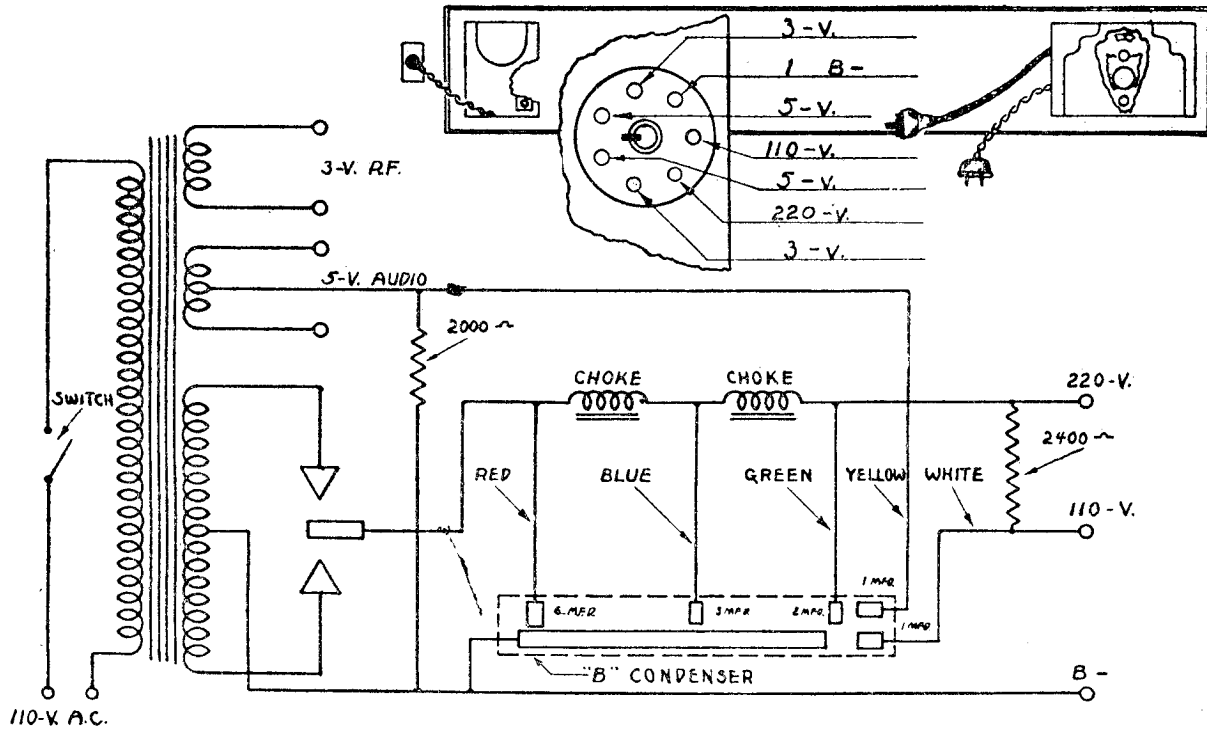 3-V.
1 B-
5-V.
110-V.
5-V.
220-V.
3-V.
3-V. R.F.
5-V. AUDIO
2000 ~
CHOKE CHOKE
220-V.
SWITCH
2400 ~
RED BLUE GREEN YELLOW WHITE
110-V.
1 MFD.
6-MFD. 3 MFD. 2 MFD.
1 MFD.
"B" CONDENSER
B -
110-V. A.C.